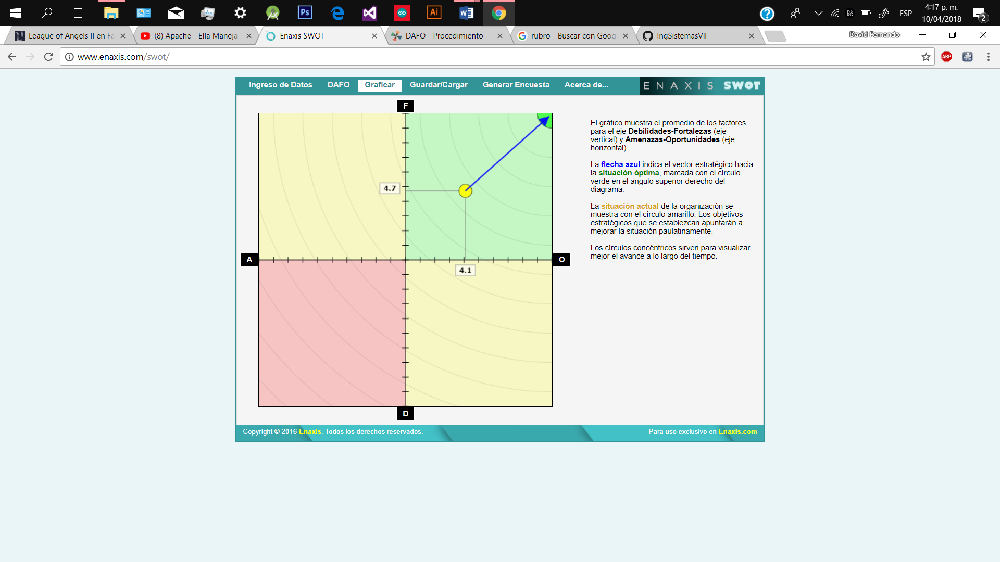 Ps
Ai
ESP
4:17 p. m.
10/04/2018
2
League of Angels II en Fa
(8) Apache - Ella Maneja
Enaxis SWOT
DAFO - Procedimiento
rubro - Buscar con Goog
IngSistemasVII
David Fernando
www.enaxis.com/swot/
ABP
Ingreso de Datos
DAFO
Graficar
Guardar/Cargar
Generar Encuesta
Acerca de...
ENAXIS SWOT
F
4.7
A
O
4.1
D
El gráfico muestra el promedio de los factores
para el eje Debilidades-Fortalezas (eje
vertical) y Amenazas-Oportunidades (eje
horizontal).
La flecha azul indica el vector estratégico hacia
la situación óptima, marcada con el círculo
verde en el angulo superior derecho del
diagrama.
La situación actual de la organización se
muestra con el círculo amarillo. Los objetivos
estratégicos que se establezcan apuntarán a
mejorar la situación paulatinamente.
Los círculos concéntricos sirven para visualizar
mejor el avance a lo largo del tiempo.
Copyright © 2016 Enaxis. Todos los derechos reservados.
Para uso exclusivo en Enaxis.com